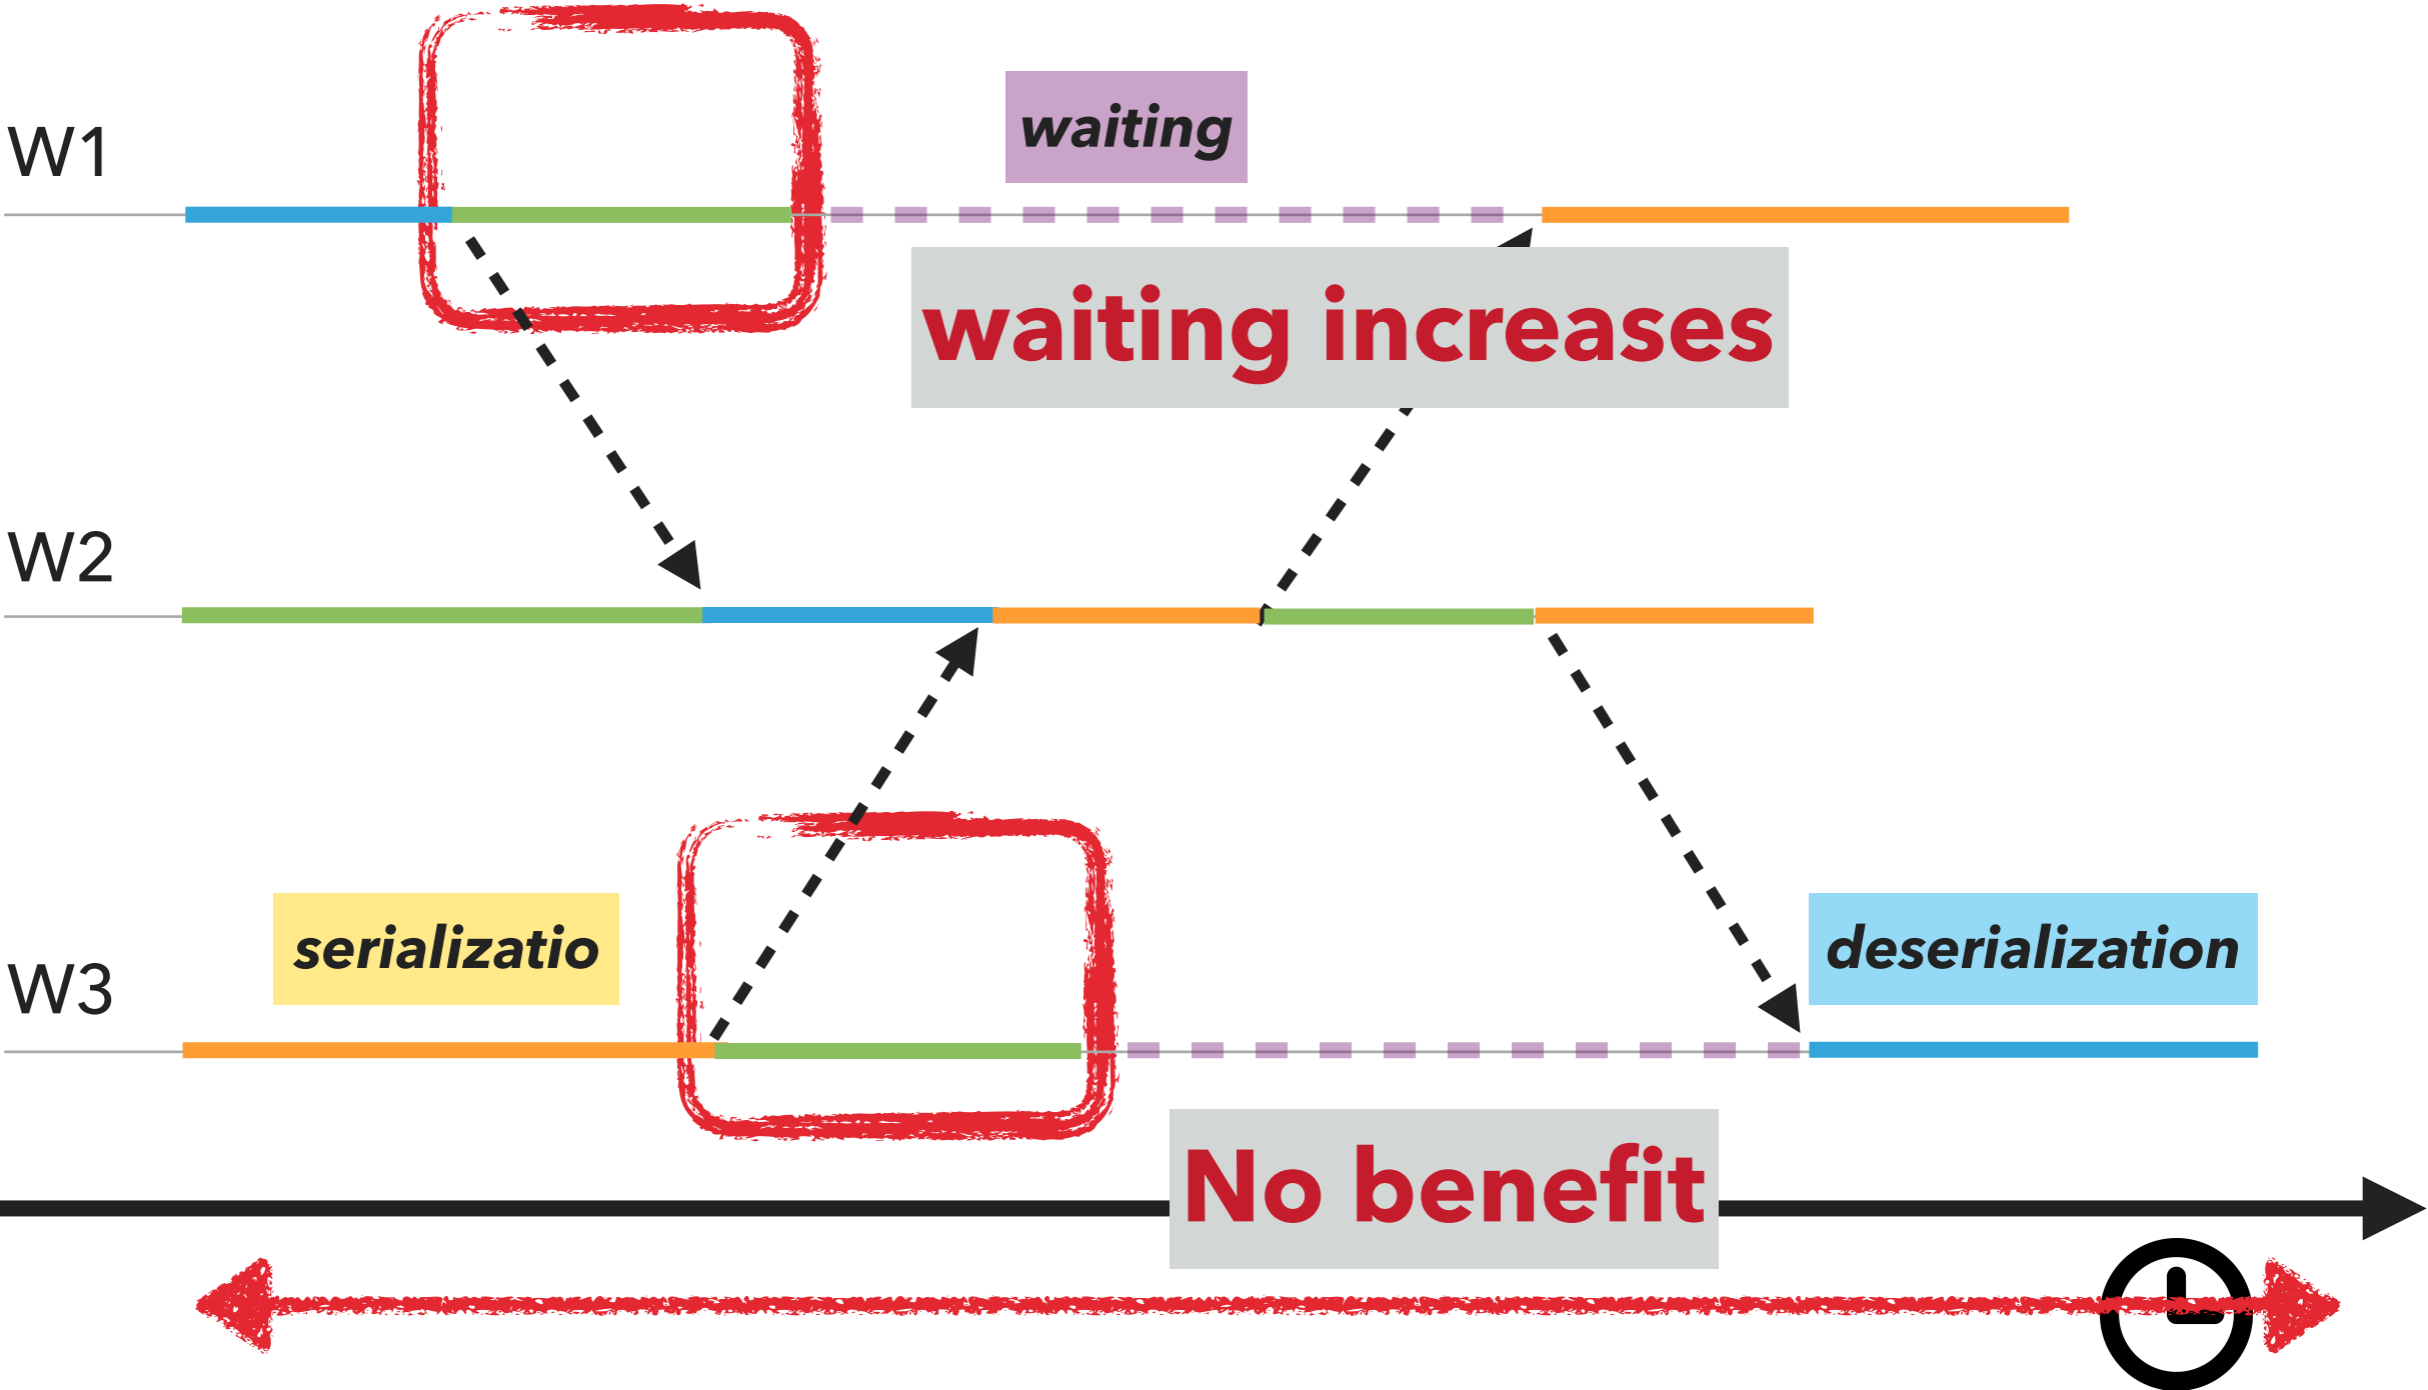 W1
waiting
waiting increases
W2
serializatio
deserialization
W3
No benefit